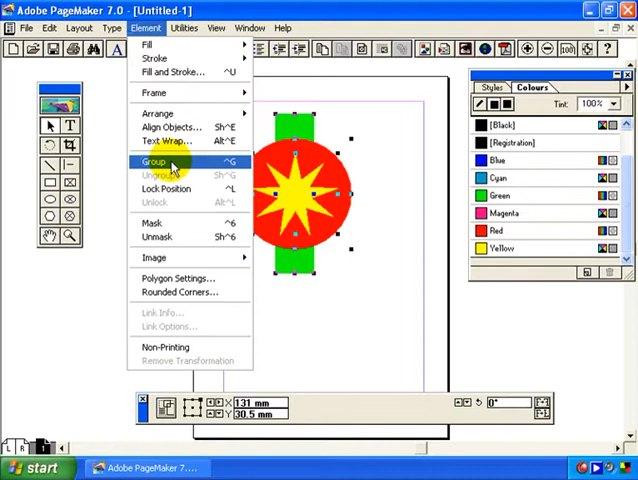 Adobe PageMaker 7.0 - [Untitled-1]
File Edit Layout Type Element Utilities View Window Help
Fill
Stroke
Fill and Stroke... ^U
Frame
Arrange
Align Objects... Sh^E
Text Wrap... Alt^E
Group ^G
Ungroup Sh^G
Lock Position ^L
Unlock Alt^L
Mask ^6
Unmask Sh^6
Image
Polygon Settings...
Rounded Corners...
Link Info...
Link Options...
Non-Printing
Remove Transformation
Styles Colours
Tint: 100%
[Black]
[Registration]
Blue
Cyan
Green
Magenta
Red
Yellow
X 131 mm
Y 30.5 mm
0°
L R 1
start
Adobe PageMaker 7....